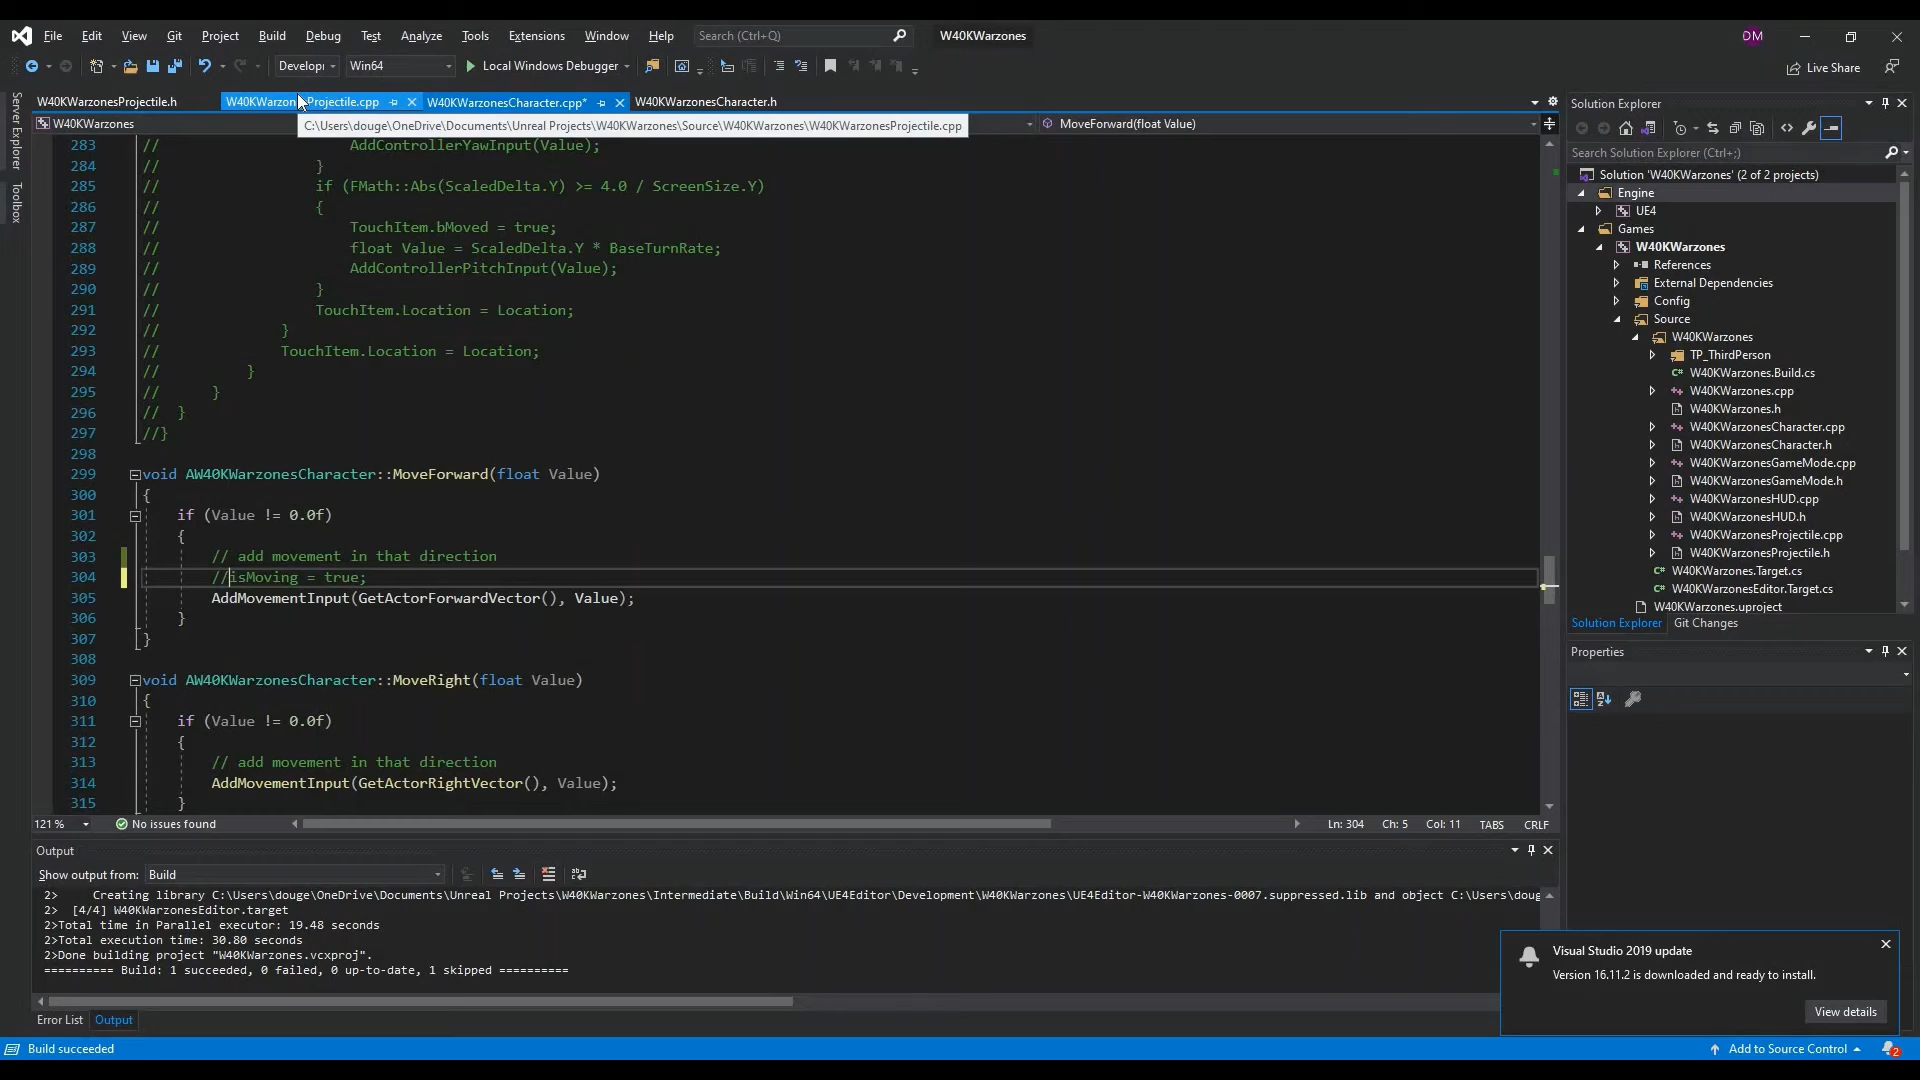 File Edit View Git Project Build Debug Test Analyze Tools Extensions Window Help Search (Ctrl+Q) W40KWarzones DM
Develop Win64 Local Windows Debugger Live Share
W40KWarzonesProjectile.h W40KWarzonesProjectile.cpp W40KWarzonesCharacter.cpp* W40KWarzonesCharacter.h
W40KWarzones MoveForward(float Value)
C:\Users\douge\OneDrive\Documents\Unreal Projects\W40KWarzones\Source\W40KWarzones\W40KWarzonesProjectile.cpp
283 // AddControllerYawInput(Value);
284 // }
285 // if (FMath::Abs(ScaledDelta.Y) >= 4.0 / ScreenSize.Y)
286 // {
287 // TouchItem.bMoved = true;
288 // float Value = ScaledDelta.Y * BaseTurnRate;
289 // AddControllerPitchInput(Value);
290 // }
291 // TouchItem.Location = Location;
292 // }
293 // TouchItem.Location = Location;
294 // }
295 // }
296 // }
297 //}
298
299 void AW40KWarzonesCharacter::MoveForward(float Value)
300 {
301 if (Value != 0.0f)
302 {
303 // add movement in that direction
304 //isMoving = true;
305 AddMovementInput(GetActorForwardVector(), Value);
306 }
307 }
308
309 void AW40KWarzonesCharacter::MoveRight(float Value)
310 {
311 if (Value != 0.0f)
312 {
313 // add movement in that direction
314 AddMovementInput(GetActorRightVector(), Value);
315 }
121 % No issues found Ln: 304 Ch: 5 Col: 11 TABS CRLF
Output
Show output from: Build
2> Creating library C:\Users\douge\OneDrive\Documents\Unreal Projects\W40KWarzones\Intermediate\Build\Win64\UE4Editor\Development\W40KWarzones\UE4Editor-W40KWarzones-0007.suppressed.lib and object C:\Users\doug
2> [4/4] W40KWarzonesEditor.target
2>Total time in Parallel executor: 19.48 seconds
2>Total execution time: 30.80 seconds
2>Done building project "W40KWarzones.vcxproj".
========== Build: 1 succeeded, 0 failed, 0 up-to-date, 1 skipped ==========
Error List Output
Build succeeded
Add to Source Control 2
Server Explorer
Toolbox
Solution Explorer
Search Solution Explorer (Ctrl+;)
Solution 'W40KWarzones' (2 of 2 projects)
Engine
UE4
Games
W40KWarzones
References
External Dependencies
Config
Source
W40KWarzones
TP_ThirdPerson
W40KWarzones.Build.cs
W40KWarzones.cpp
W40KWarzones.h
W40KWarzonesCharacter.cpp
W40KWarzonesCharacter.h
W40KWarzonesGameMode.cpp
W40KWarzonesGameMode.h
W40KWarzonesHUD.cpp
W40KWarzonesHUD.h
W40KWarzonesProjectile.cpp
W40KWarzonesProjectile.h
W40KWarzones.Target.cs
W40KWarzonesEditor.Target.cs
W40KWarzones.uproject
Solution Explorer Git Changes
Properties
Visual Studio 2019 update
Version 16.11.2 is downloaded and ready to install.
View details